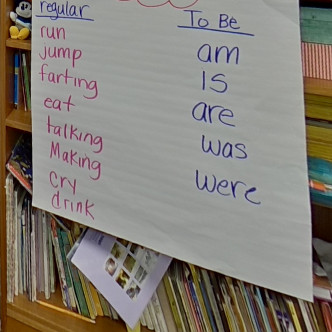 regular
run
jump
farting
eat
talking
Making
cry
drink
To Be
am
is
are
was
were